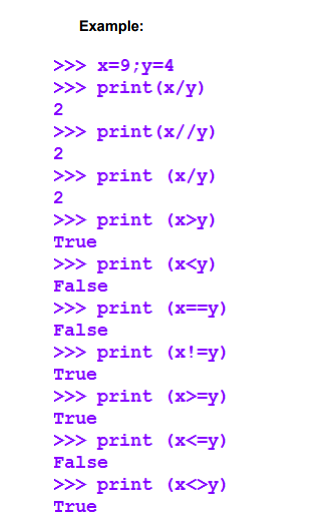 Example:
>>> x=9;y=4
>>> print(x/y)
2
>>> print(x//y)
2
>>> print (x/y)
2
>>> print (x>y)
True
>>> print (x<y)
False
>>> print (x==y)
False
>>> print (x!=y)
True
>>> print (x>=y)
True
>>> print (x<=y)
False
>>> print (x<>y)
True